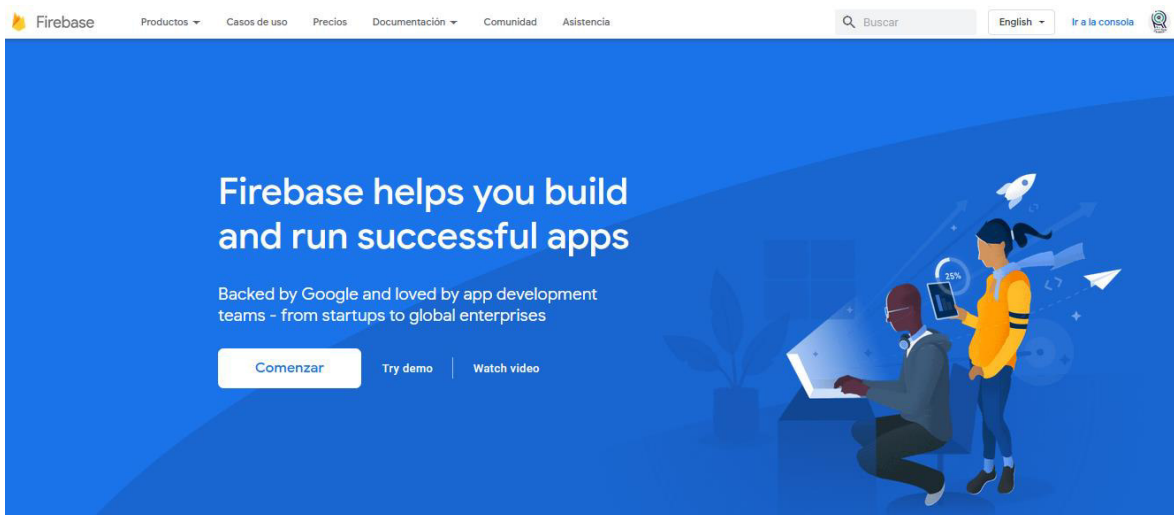 Firebase
Productos
Casos de uso
Precios
Documentación
Comunidad
Asistencia
Buscar
English
Ir a la consola
Firebase helps you build
and run successful apps
Backed by Google and loved by app development
teams - from startups to global enterprises
Comenzar
Try demo
Watch video
25%